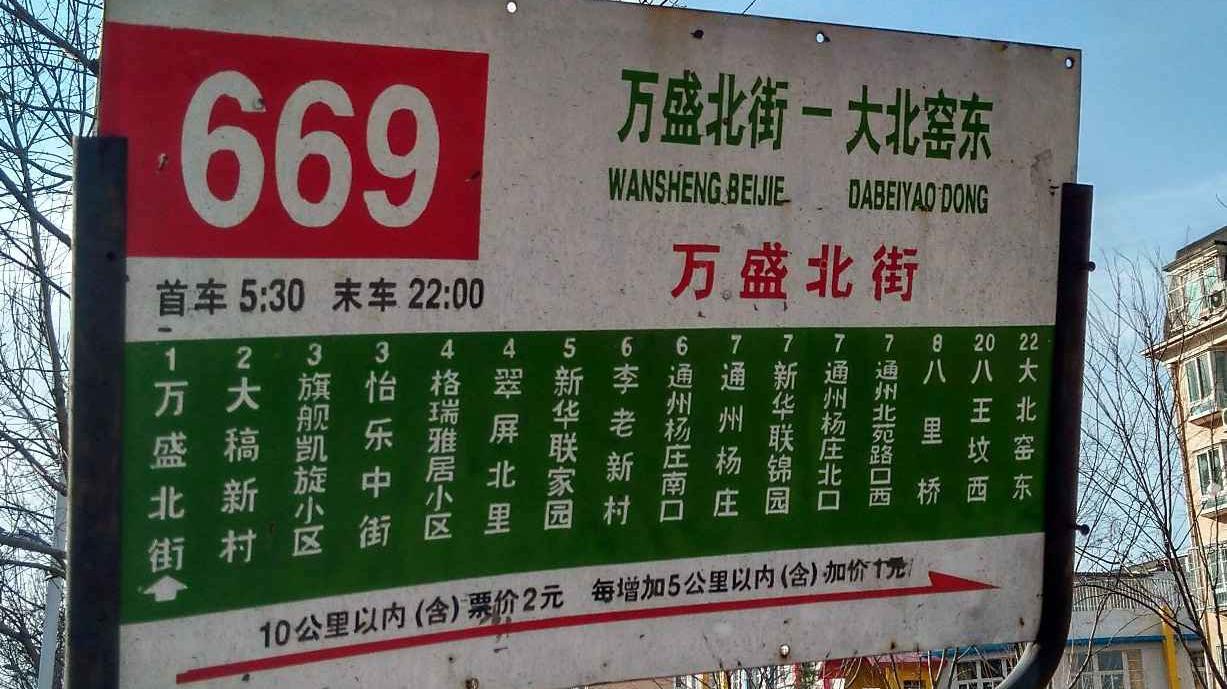 669
万盛北街 — 大北窑东
WANSHENG BEIJIE DABEIYAO DONG
万盛北街
首车 5:30 末车 22:00
1 万盛北街
2 大稿新村
3 旗舰凯旋小区
3 怡乐中街
4 格瑞雅居小区
4 翠屏北里
5 新华联家园
6 李老新村
6 通州杨庄南口
7 通州杨庄
7 新华联锦园
7 通州杨庄北口
7 通州北苑路口西
8 八里桥
20 八王坟西
22 大北窑东
10公里以内(含)票价2元 每增加5公里以内(含)加价1元